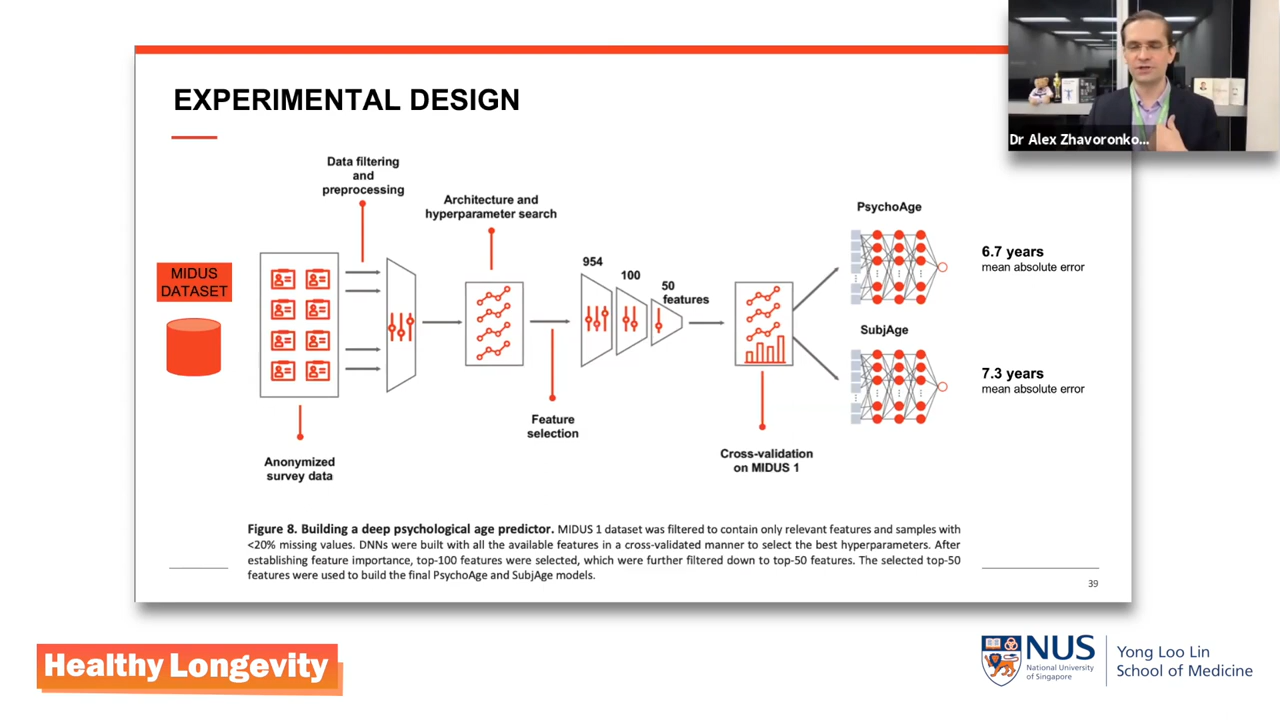 Dr Alex Zhavoronko...
EXPERIMENTAL DESIGN
Data filtering
and
preprocessing
Architecture and
hyperparameter search
MIDUS
DATASET
954
100
50
features
PsychoAge
6.7 years
mean absolute error
SubjAge
7.3 years
mean absolute error
Feature
selection
Anonymized
survey data
Cross-validation
on MIDUS 1
Figure 8. Building a deep psychological age predictor. MIDUS 1 dataset was filtered to contain only relevant features and samples with
<20% missing values. DNNs were built with all the available features in a cross-validated manner to select the best hyperparameters. After
establishing feature importance, top-100 features were selected, which were further filtered down to top-50 features. The selected top-50
features were used to build the final PsychoAge and SubjAge models.
39
Healthy Longevity
NUS
National University
of Singapore
Yong Loo Lin
School of Medicine